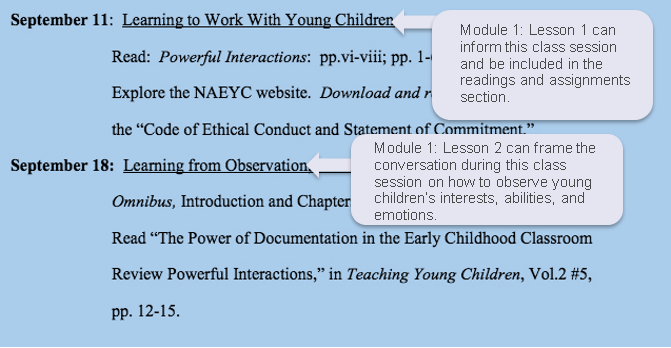 September 11: Learning to Work With Young Children
Read: Powerful Interactions: pp.vi-viii; pp. 1-
Explore the NAEYC website. Download and
the “Code of Ethical Conduct and Statement of Commitment.”
Module 1: Lesson 1 can
inform this class session
and be included in the
readings and assignments
section.
September 18: Learning from Observation
Omnibus, Introduction and Chapter
Read “The Power of Documentation in the Early Childhood Classroom
Review Powerful Interactions,” in Teaching Young Children, Vol.2 #5,
pp. 12-15.
Module 1: Lesson 2 can frame the
conversation during this class
session on how to observe young
children’s interests, abilities, and
emotions.